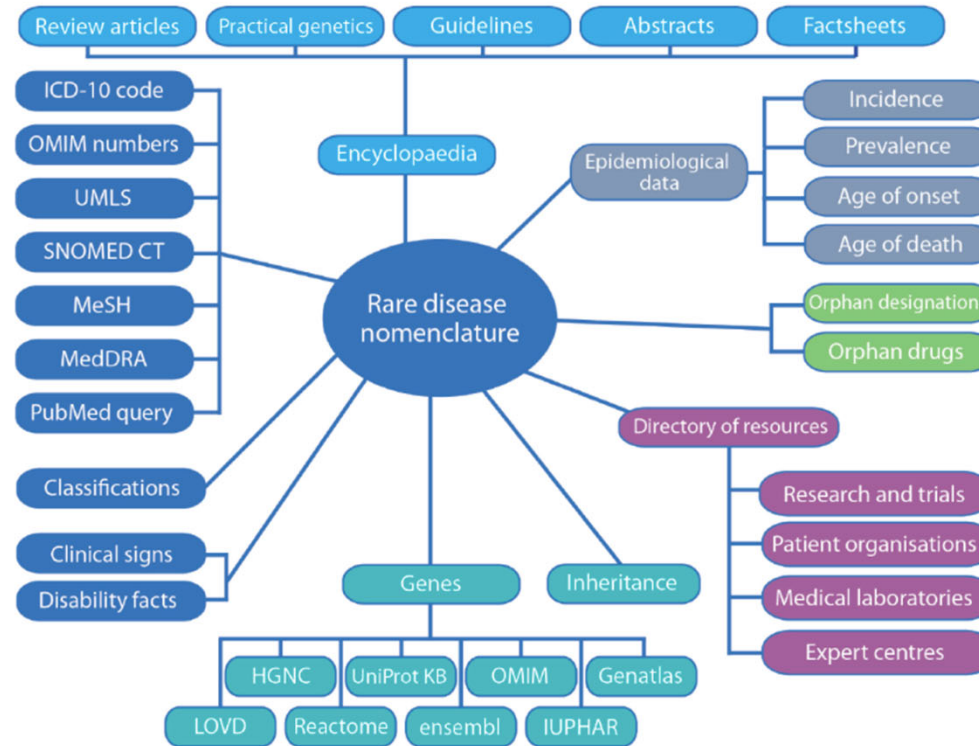 Review articles
Practical genetics
Guidelines
Abstracts
Factsheets
ICD-10 code
OMIM numbers
UMLS
SNOMED CT
MeSH
MedDRA
PubMed query
Encyclopaedia
Epidemiological
data
Incidence
Prevalence
Age of onset
Age of death
Rare disease
nomenclature
Orphan designation
Orphan drugs
Directory of resources
Research and trials
Patient organisations
Medical laboratories
Expert centres
Classifications
Clinical signs
Disability facts
Genes
Inheritance
HGNC
UniProt KB
OMIM
Genatlas
LOVD
Reactome
ensembl
IUPHAR